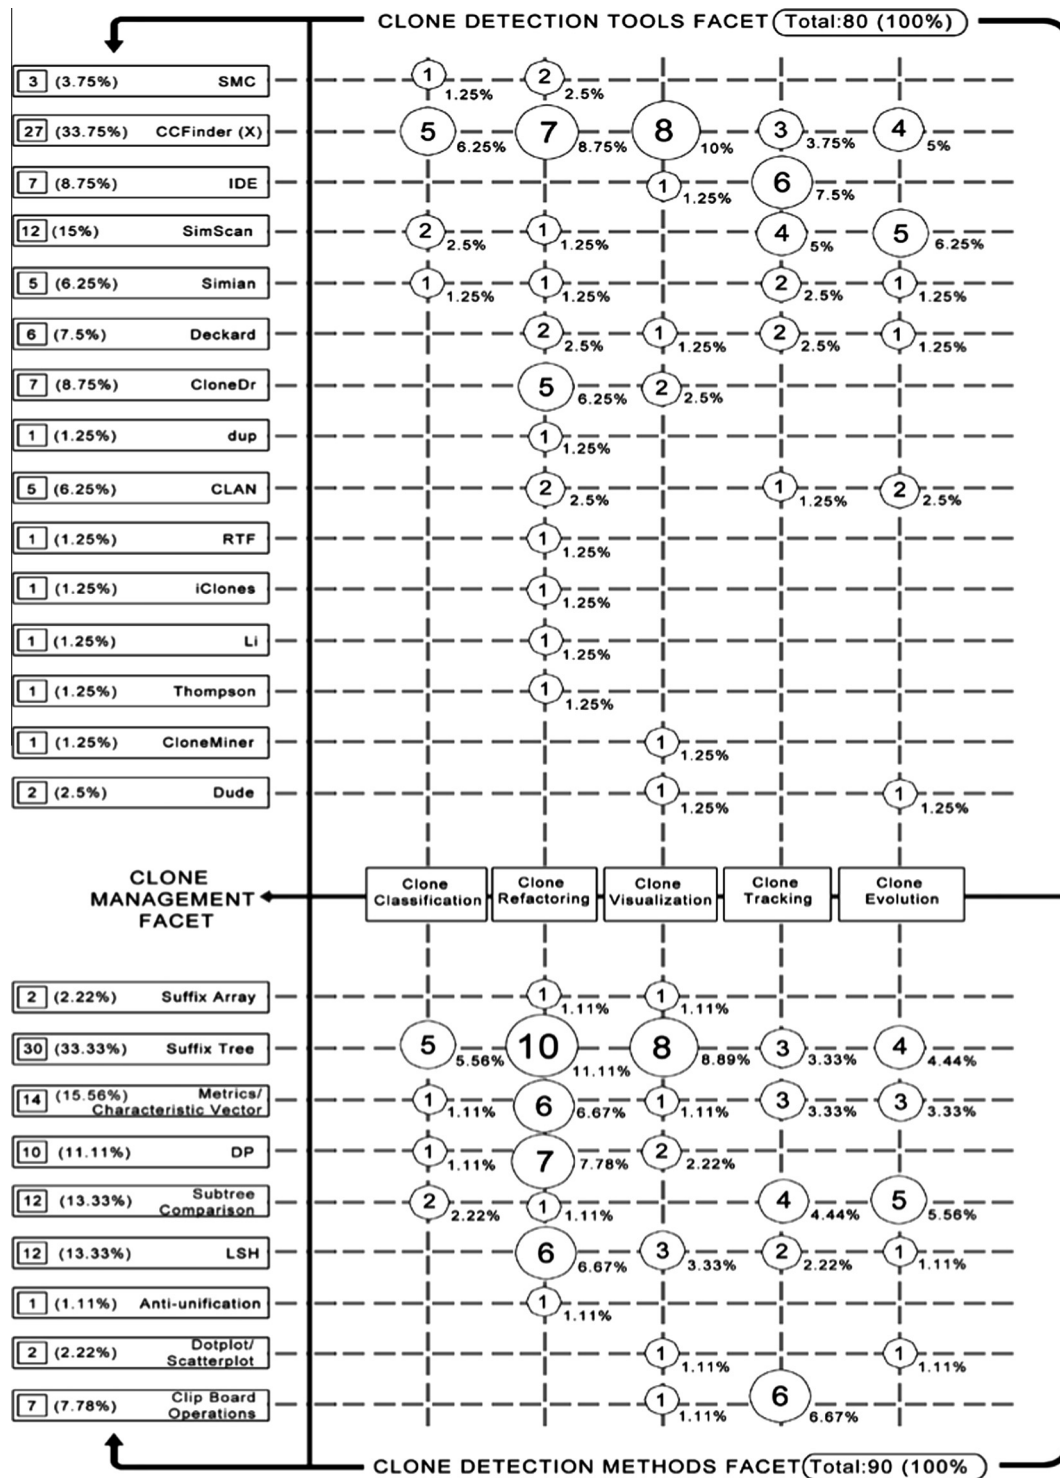 CLONE DETECTION TOOLS FACET Total:80 (100%)
3 (3.75%) SMC 1 1.25% 2 2.5%
27 (33.75%) CCFinder (X) 5 6.25% 7 8.75% 8 10% 3 3.75% 4 5%
7 (8.75%) IDE 1 1.25% 6 7.5%
12 (15%) SimScan 2 2.5% 1 1.25% 4 5% 5 6.25%
5 (6.25%) Simian 1 1.25% 1 1.25% 2 2.5% 1 1.25%
6 (7.5%) Deckard 2 2.5% 1 1.25% 2 2.5% 1 1.25%
7 (8.75%) CloneDr 5 6.25% 2 2.5%
1 (1.25%) dup 1 1.25%
5 (6.25%) CLAN 2 2.5% 1 1.25% 2 2.5%
1 (1.25%) RTF 1 1.25%
1 (1.25%) iClones 1 1.25%
1 (1.25%) Li 1 1.25%
1 (1.25%) Thompson 1 1.25%
1 (1.25%) CloneMiner 1 1.25%
2 (2.5%) Dude 1 1.25% 1 1.25%
CLONE
MANAGEMENT
FACET
Clone
Classification
Clone
Refactoring
Clone
Visualization
Clone
Tracking
Clone
Evolution
2 (2.22%) Suffix Array 1 1.11% 1 1.11%
30 (33.33%) Suffix Tree 5 5.56% 10 11.11% 8 8.89% 3 3.33% 4 4.44%
14 (15.56%) Metrics/
Characteristic Vector 1 1.11% 6 6.67% 1 1.11% 3 3.33% 3 3.33%
10 (11.11%) DP 1 1.11% 7 7.78% 2 2.22%
12 (13.33%) Subtree
Comparison 2 2.22% 1 1.11% 4 4.44% 5 5.56%
12 (13.33%) LSH 6 6.67% 3 3.33% 2 2.22% 1 1.11%
1 (1.11%) Anti-unification 1 1.11%
2 (2.22%) Dotplot/
Scatterplot 1 1.11% 1 1.11%
7 (7.78%) Clip Board
Operations 1 1.11% 6 6.67%
CLONE DETECTION METHODS FACET Total:90 (100%